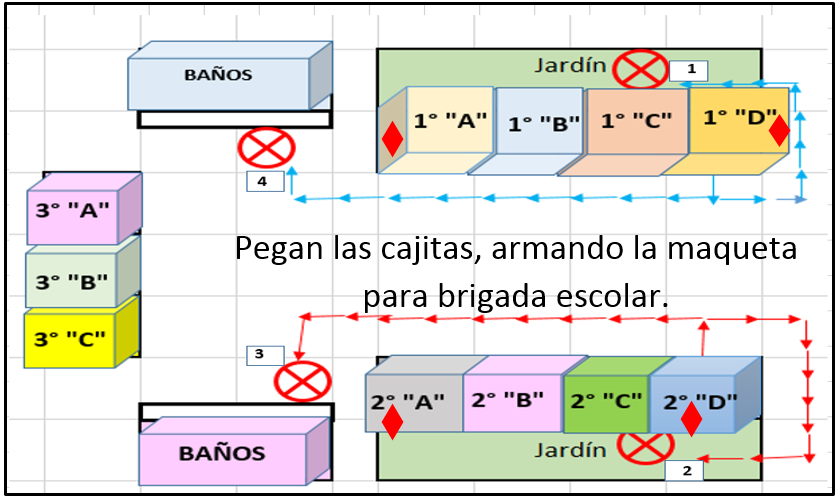 BAÑOS
Jardín
1
1° "A"
1° "B"
1° "C"
1° "D"
4
3° "A"
3° "B"
3° "C"
Pegan las cajitas, armando la maqueta
para brigada escolar.
3
2° "A"
2° "B"
2° "C"
2° "D"
BAÑOS
Jardín
2